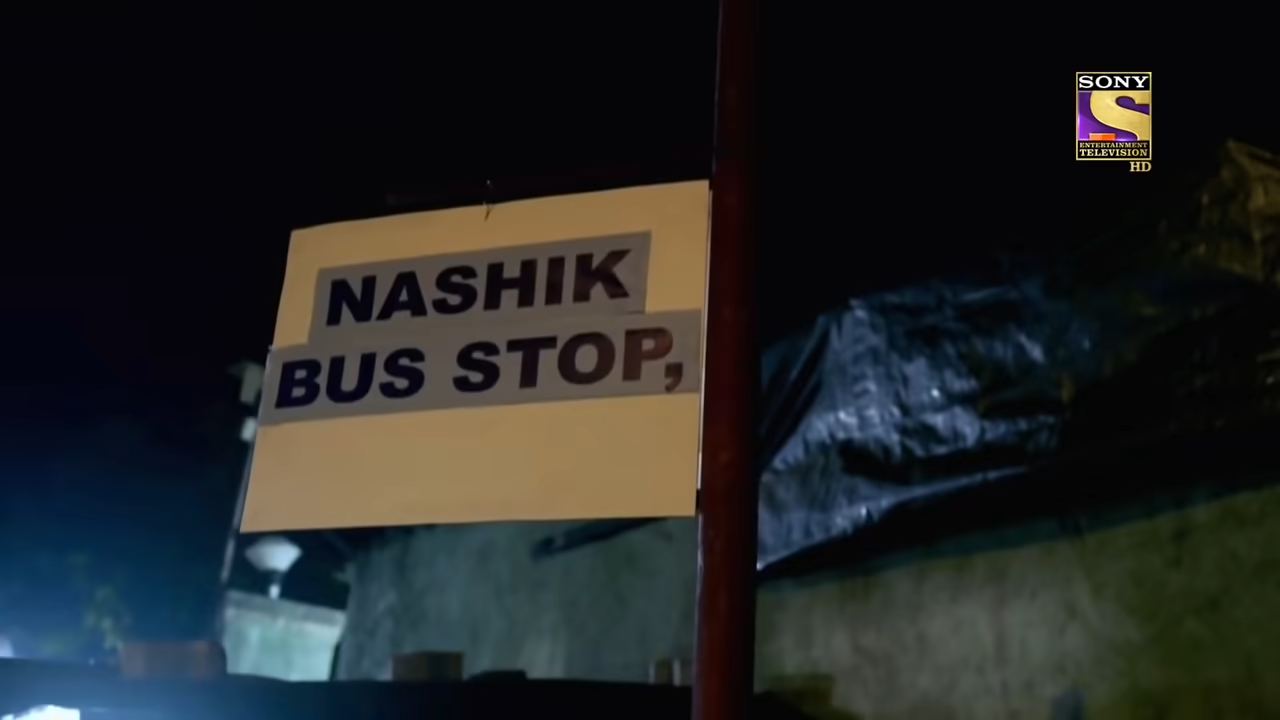 SONY
ENTERTAINMENT
TELEVISION
HD
NASHIK
BUS STOP,